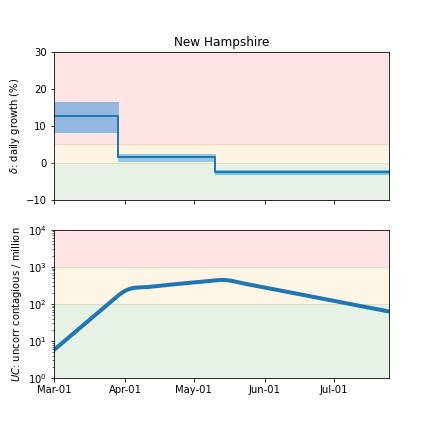 New Hampshire
30
20
10
0
−10
δ: daily growth (%)
10⁴
10³
10²
10¹
10⁰
UC: uncorr contagious / million
Mar-01 Apr-01 May-01 Jun-01 Jul-01